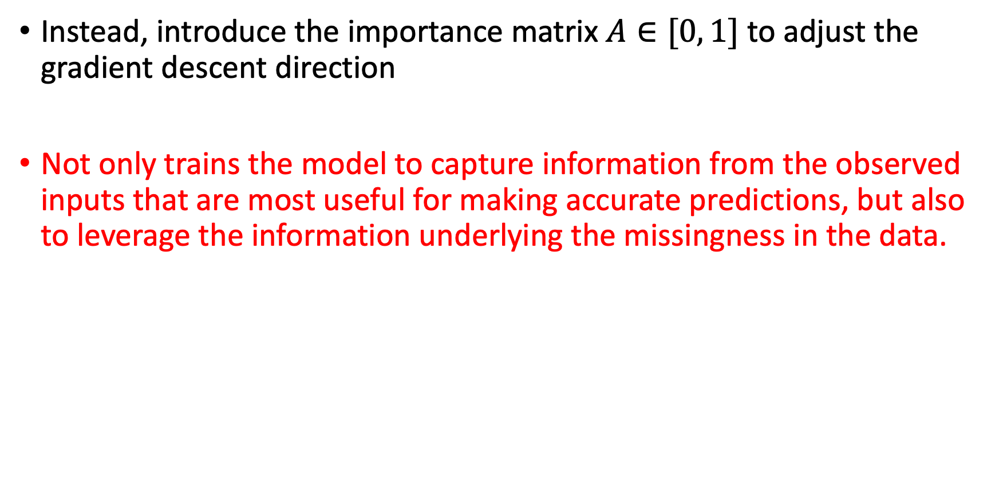 • Instead, introduce the importance matrix A ∈ [0, 1] to adjust the
gradient descent direction
• Not only trains the model to capture information from the observed
inputs that are most useful for making accurate predictions, but also
to leverage the information underlying the missingness in the data.